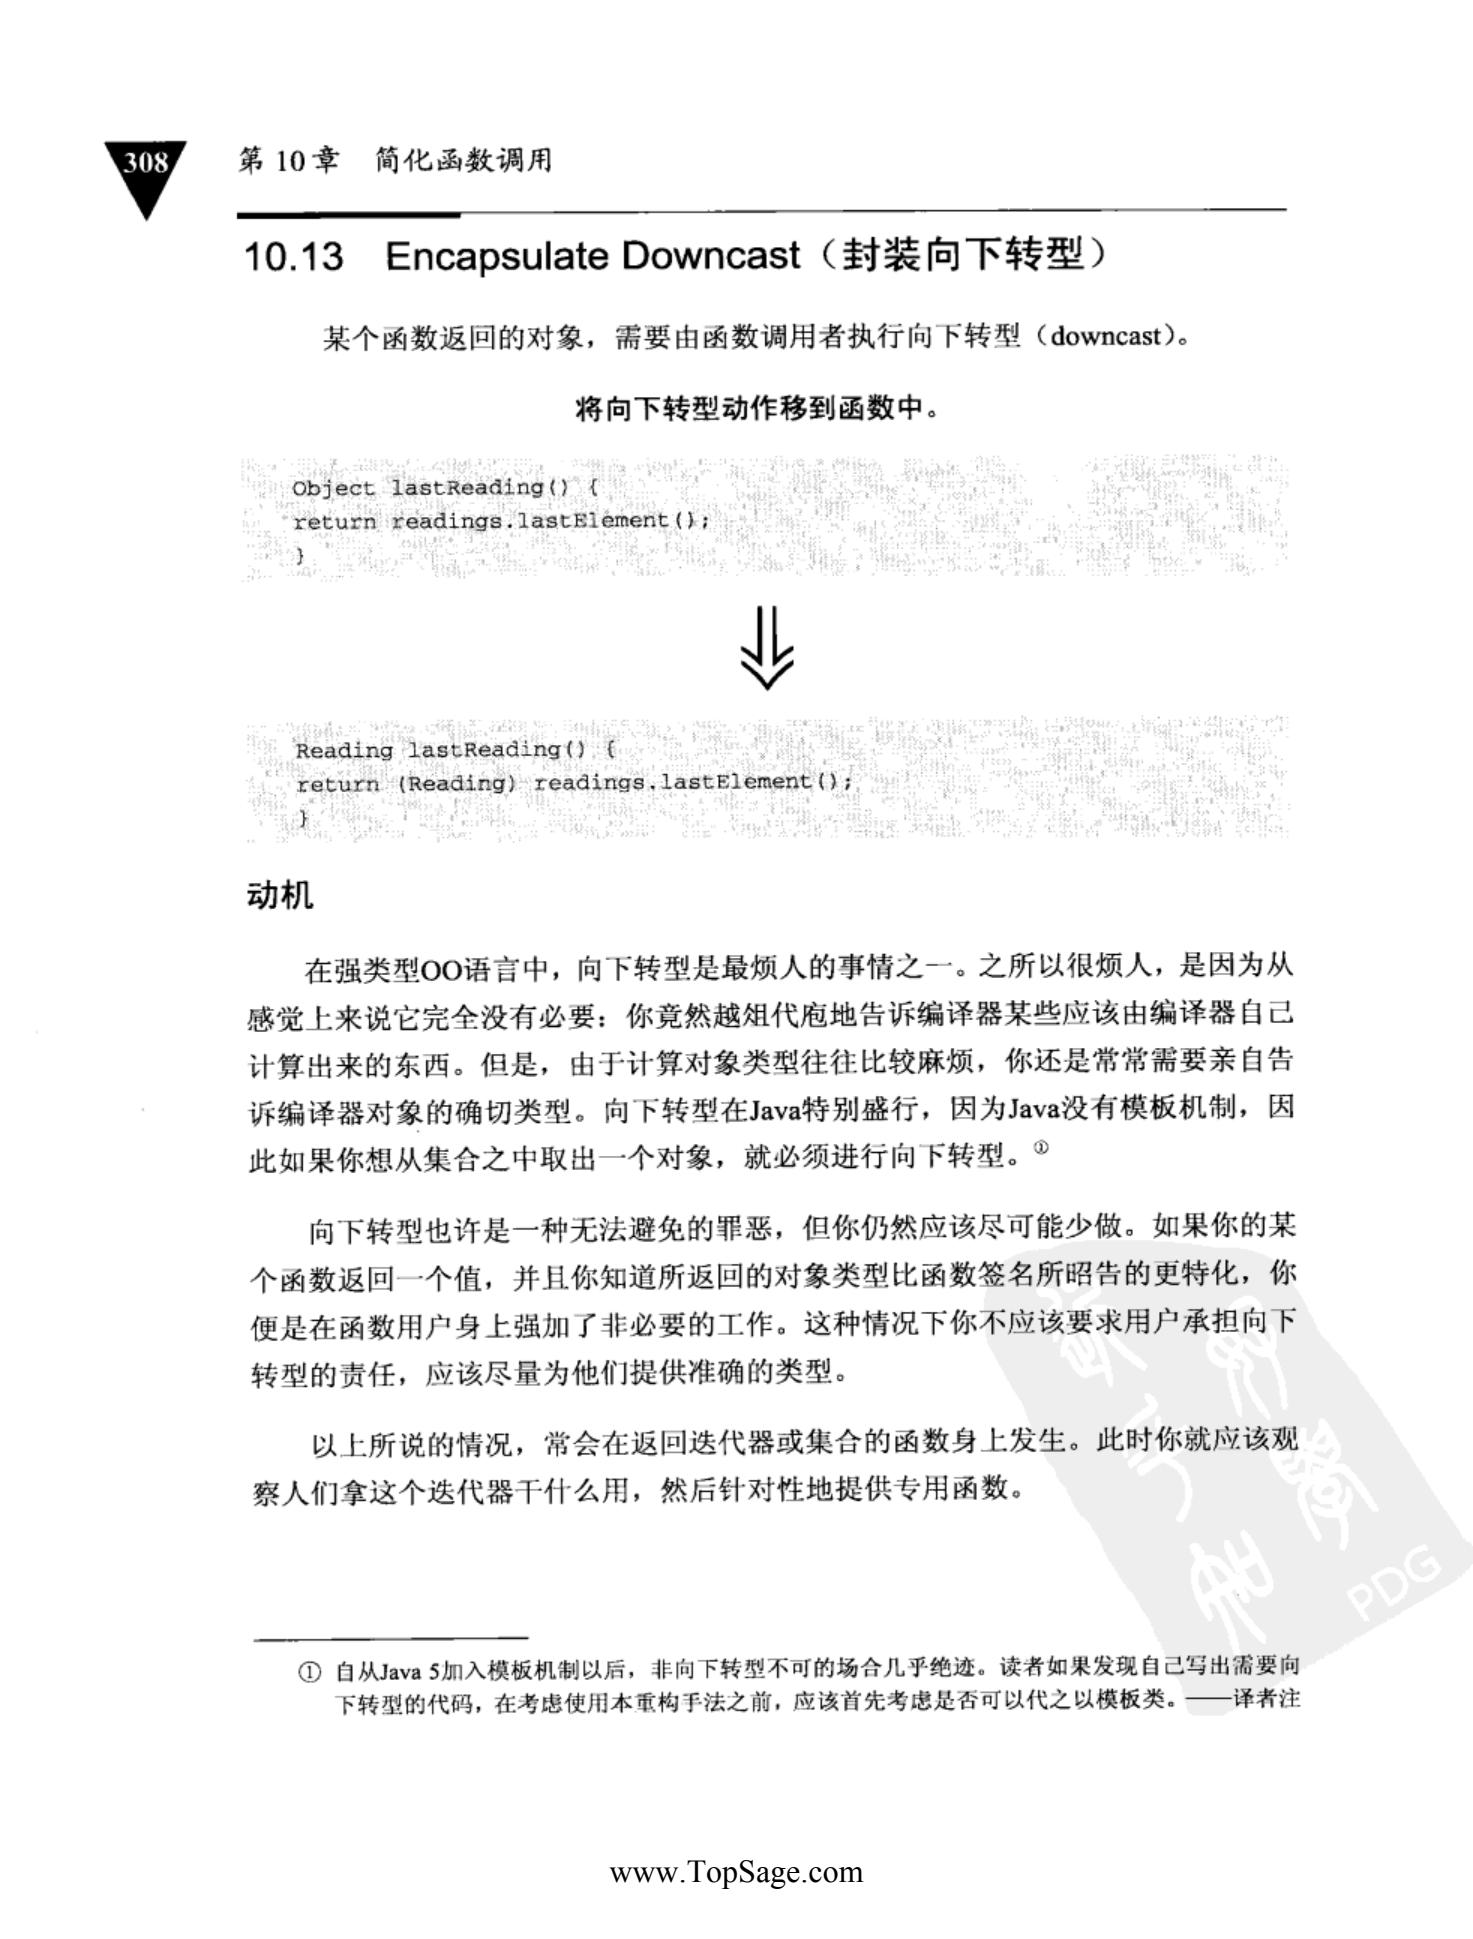 308
第 10 章 简化函数调用
10.13 Encapsulate Downcast（封装向下转型）
某个函数返回的对象，需要由函数调用者执行向下转型（downcast）。
将向下转型动作移到函数中。
Object lastReading() {
return readings.lastElement();
}
Reading lastReading() {
return (Reading) readings.lastElement();
}
动机
在强类型OO语言中，向下转型是最烦人的事情之一。之所以很烦人，是因为从
感觉上来说它完全没有必要：你竟然越俎代庖地告诉编译器某些应该由编译器自己
计算出来的东西。但是，由于计算对象类型往往比较麻烦，你还是常常需要亲自告
诉编译器对象的确切类型。向下转型在Java特别盛行，因为Java没有模板机制，因
此如果你想从集合之中取出一个对象，就必须进行向下转型。①
向下转型也许是一种无法避免的罪恶，但你仍然应该尽可能少做。如果你的某
个函数返回一个值，并且你知道所返回的对象类型比函数签名所昭告的更特化，你
便是在函数用户身上强加了非必要的工作。这种情况下你不应该要求用户承担向下
转型的责任，应该尽量为他们提供准确的类型。
以上所说的情况，常会在返回迭代器或集合的函数身上发生。此时你就应该观
察人们拿这个迭代器干什么用，然后针对性地提供专用函数。
PDG
① 自从Java 5加入模板机制以后，非向下转型不可的场合几乎绝迹。读者如果发现自己写出需要向
下转型的代码，在考虑使用本重构手法之前，应该首先考虑是否可以代之以模板类。——译者注
www.TopSage.com